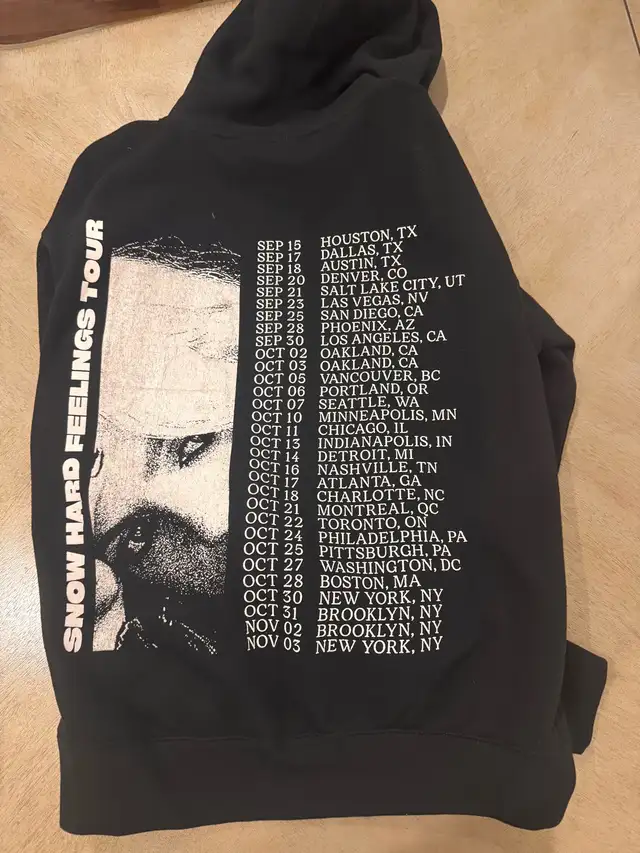 SNOW HARD FEELINGS TOUR
SEP 15 HOUSTON, TX
SEP 17 DALLAS, TX
SEP 18 AUSTIN, TX
SEP 20 DENVER, CO
SEP 21 SALT LAKE CITY, UT
SEP 23 LAS VEGAS, NV
SEP 25 SAN DIEGO, CA
SEP 28 PHOENIX, AZ
SEP 30 LOS ANGELES, CA
OCT 02 OAKLAND, CA
OCT 03 OAKLAND, CA
OCT 05 VANCOUVER, BC
OCT 06 PORTLAND, OR
OCT 07 SEATTLE, WA
OCT 10 MINNEAPOLIS, MN
OCT 11 CHICAGO, IL
OCT 13 INDIANAPOLIS, IN
OCT 14 DETROIT, MI
OCT 16 NASHVILLE, TN
OCT 17 ATLANTA, GA
OCT 18 CHARLOTTE, NC
OCT 21 MONTREAL, QC
OCT 22 TORONTO, ON
OCT 24 PHILADELPHIA, PA
OCT 25 PITTSBURGH, PA
OCT 27 WASHINGTON, DC
OCT 28 BOSTON, MA
OCT 30 NEW YORK, NY
OCT 31 BROOKLYN, NY
NOV 02 BROOKLYN, NY
NOV 03 NEW YORK, NY